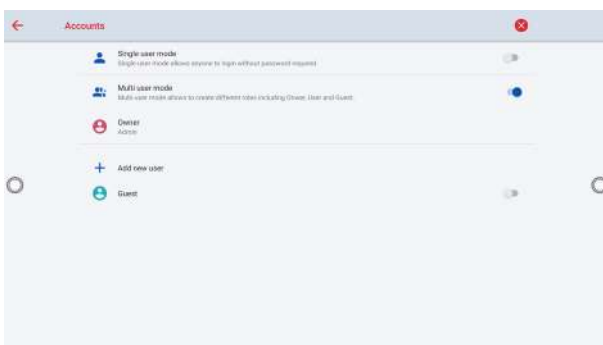 Accounts
Single user mode
Single user mode allows anyone to login without password required
Multi user mode
Multi user mode allows to create different roles including Owner, User and Guest
Owner
Admin
Add new user
Guest